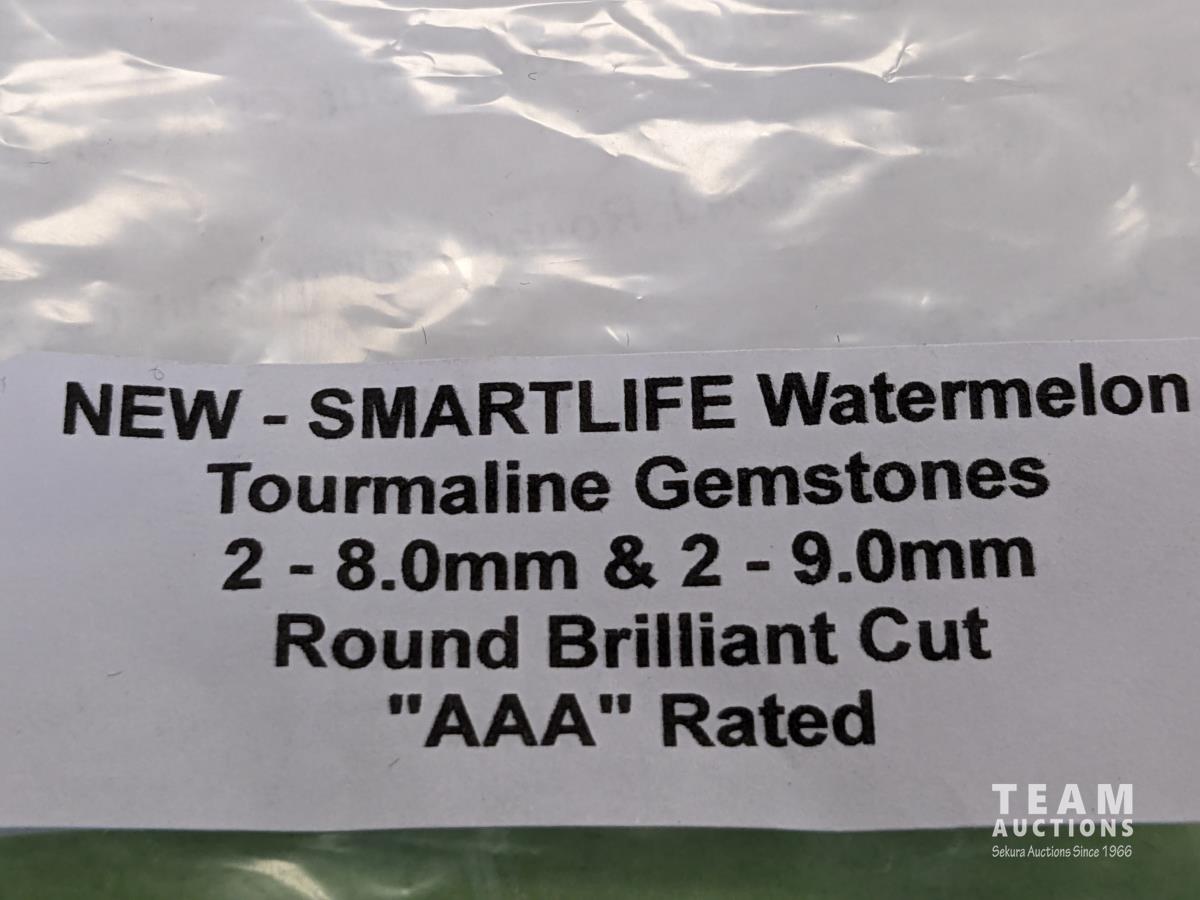 NEW - SMARTLIFE Watermelon
Tourmaline Gemstones
2 - 8.0mm & 2 - 9.0mm
Round Brilliant Cut
"AAA" Rated
TEAM
AUCTIONS
Sekura Auctions Since 1966